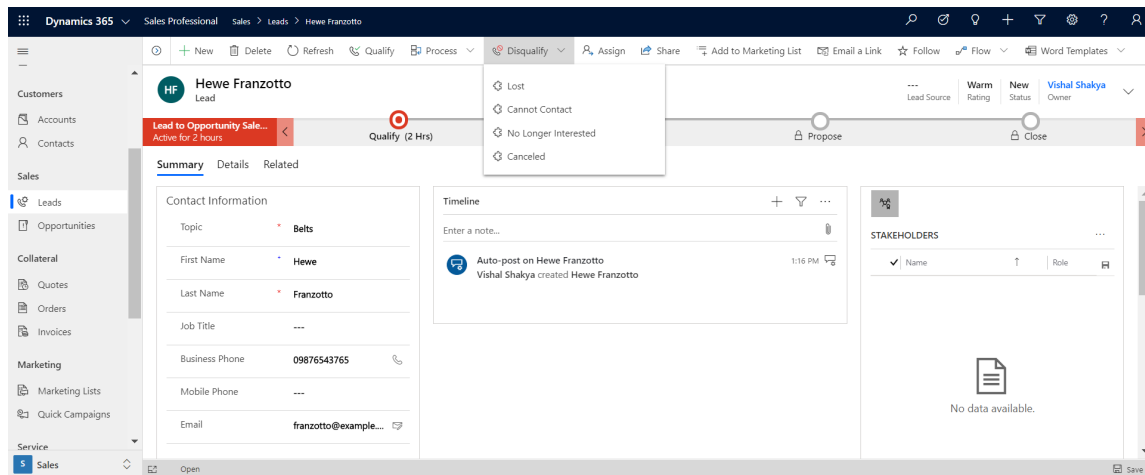 Dynamics 365 Sales Professional Sales > Leads > Hewe Franzotto
New Delete Refresh Qualify Process Disqualify Assign Share Add to Marketing List Email a Link Follow Flow Word Templates
Lost
Cannot Contact
No Longer Interested
Canceled
HF
Hewe Franzotto
Lead
--- Warm New Vishal Shakya
Lead Source Rating Status Owner
Lead to Opportunity Sale...
Active for 2 hours
Qualify (2 Hrs)
Propose
Close
Summary Details Related
Customers
Accounts
Contacts
Sales
Leads
Opportunities
Collateral
Quotes
Orders
Invoices
Marketing
Marketing Lists
Quick Campaigns
Service
S Sales
Contact Information
Topic * Belts
First Name Hewe
Last Name * Franzotto
Job Title ---
Business Phone 09876543765
Mobile Phone ---
Email franzotto@example....
Timeline
Enter a note...
Auto-post on Hewe Franzotto 1:16 PM
Vishal Shakya created Hewe Franzotto
STAKEHOLDERS
Name Role
No data available.
Open Save